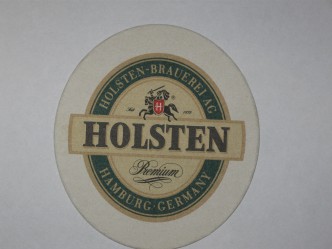 HOLSTEN-BRAUEREI AG
H
HOLSTEN
Premium
HAMBURG/GERMANY